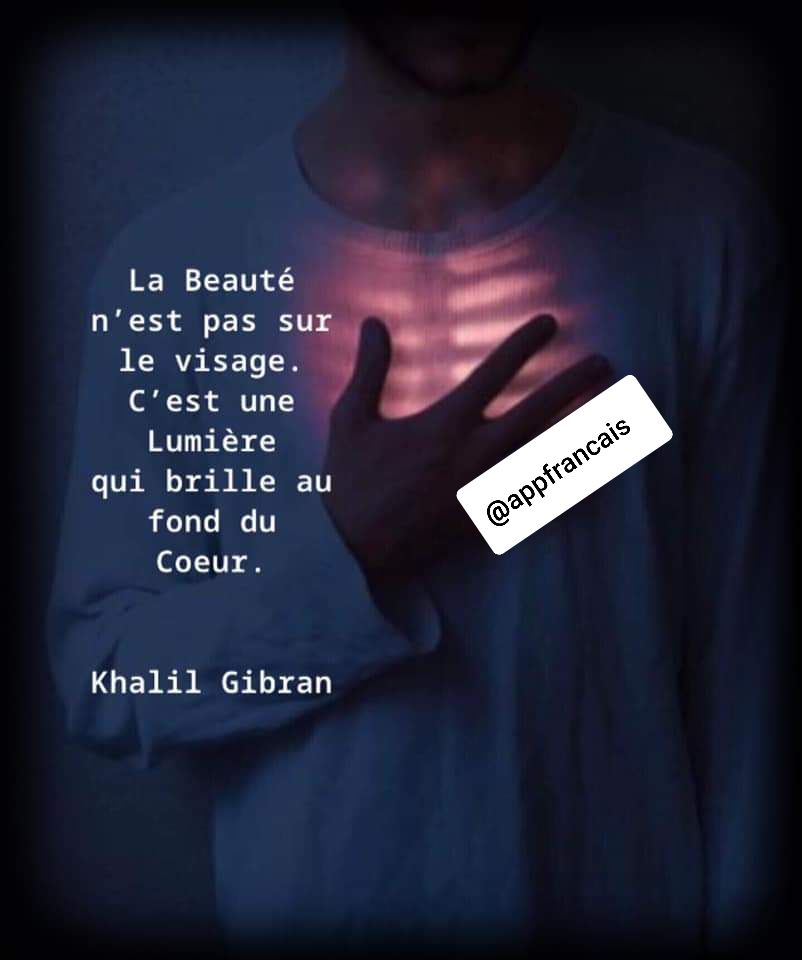 La Beauté
n’est pas sur
le visage.
C’est une
Lumière
qui brille au
fond du
Coeur.
Khalil Gibran
@appfrancais